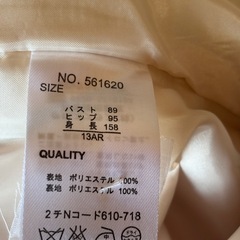 NO. 561620
SIZE
バスト 89
ヒップ 95
身長 158
13AR
QUALITY
表地 ポリエステル 100%
裏地 ポリエステル 100%
2チNコード610-718